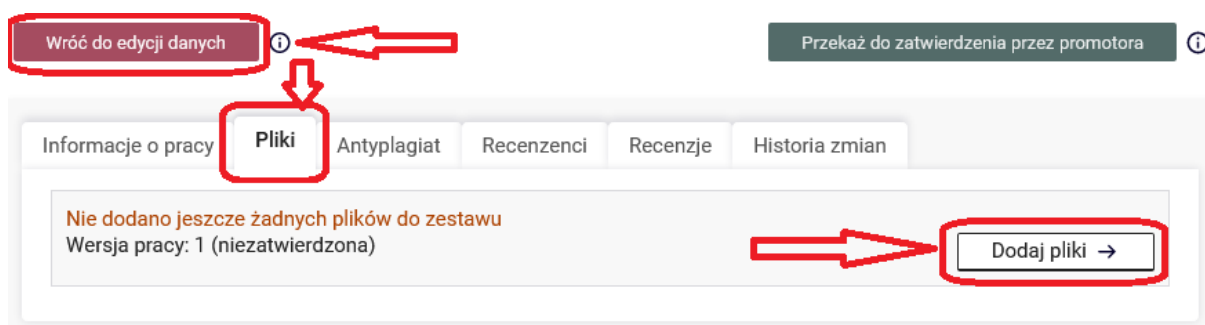 Wróć do edycji danych
Przekaż do zatwierdzenia przez promotora
Informacje o pracy
Pliki
Antyplagiat
Recenzenci
Recenzje
Historia zmian
Nie dodano jeszcze żadnych plików do zestawu
Wersja pracy: 1 (niezatwierdzona)
Dodaj pliki →